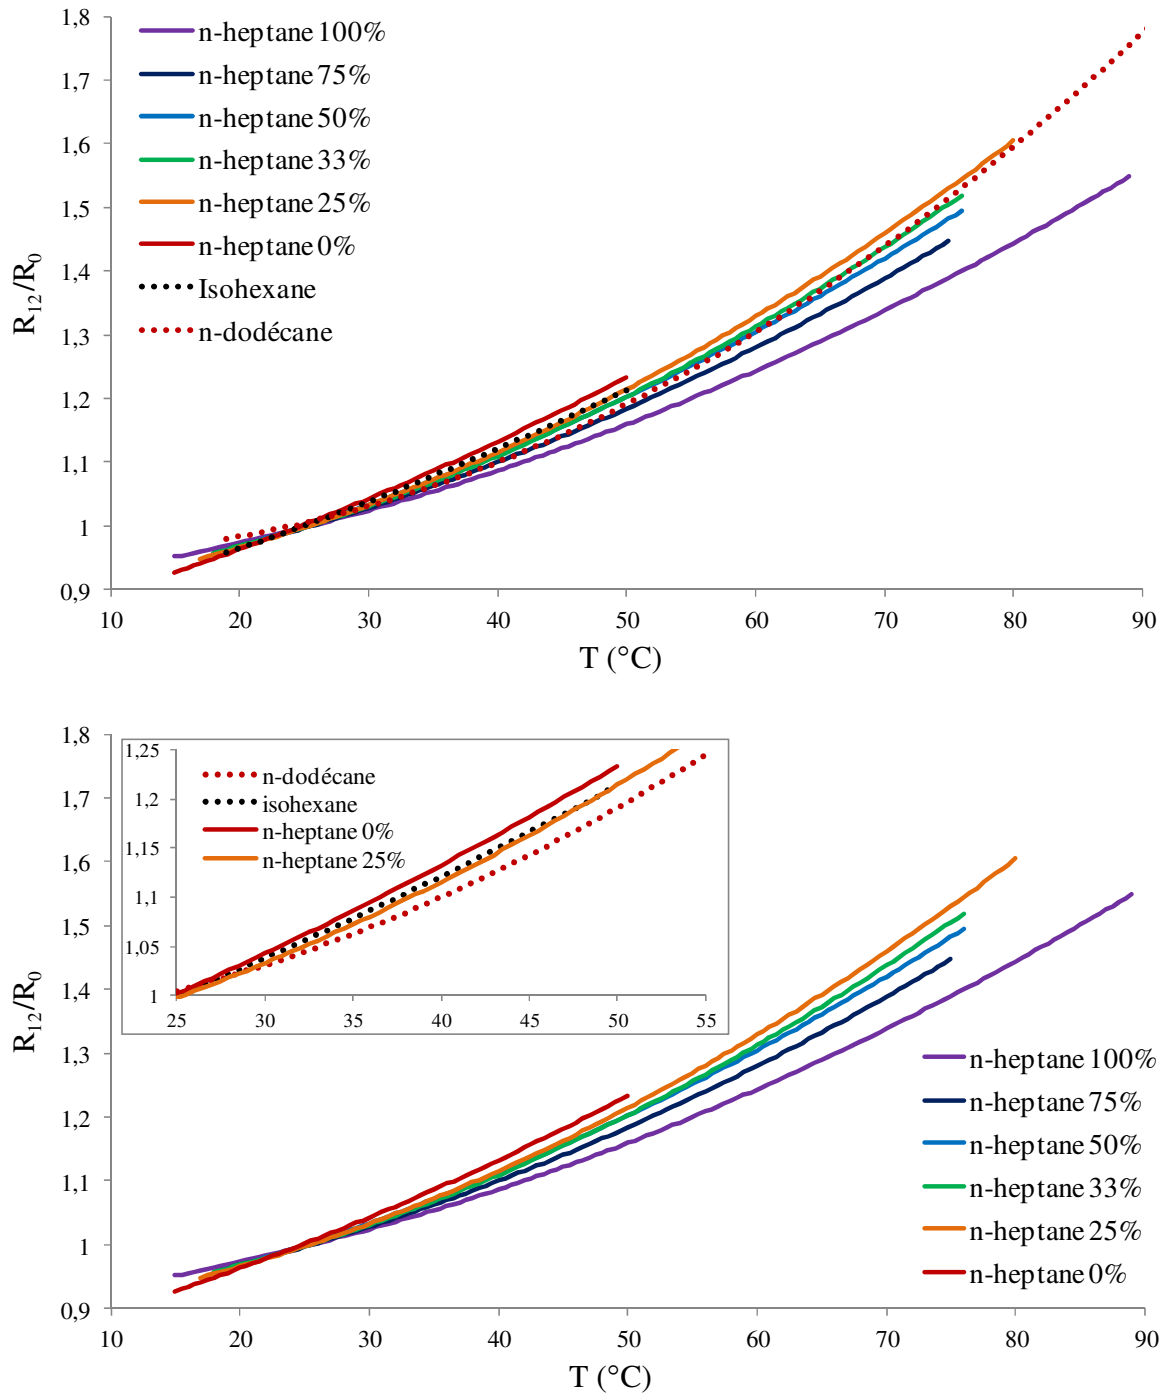 1,8
1,7
1,6
1,5
1,4
1,3
1,2
1,1
1
0,9
R12/R0
n-heptane 100%
n-heptane 75%
n-heptane 50%
n-heptane 33%
n-heptane 25%
n-heptane 0%
Isohexane
n-dodécane
10 20 30 40 50 60 70 80 90
T (°C)
1,8
1,7
1,6
1,5
1,4
1,3
1,2
1,1
1
0,9
R12/R0
1,25
1,2
1,15
1,1
1,05
1
n-dodécane
isohexane
n-heptane 0%
n-heptane 25%
25 30 35 40 45 50 55
n-heptane 100%
n-heptane 75%
n-heptane 50%
n-heptane 33%
n-heptane 25%
n-heptane 0%
10 20 30 40 50 60 70 80 90
T (°C)